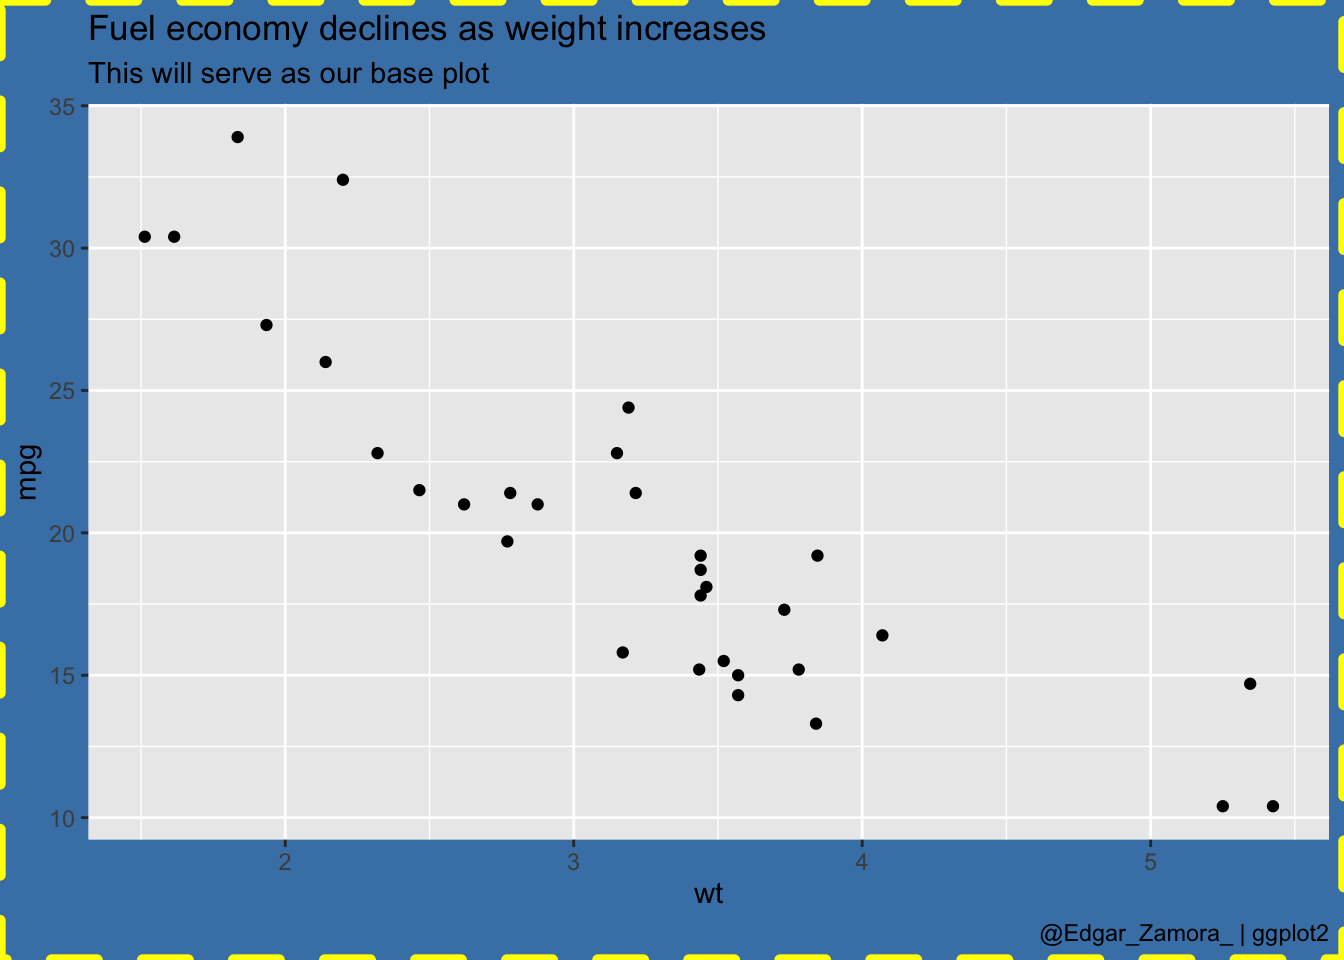 Fuel economy declines as weight increases
This will serve as our base plot
35
30
25
20
15
10
mpg
2 3 4 5
wt
@Edgar_Zamora_ | ggplot2